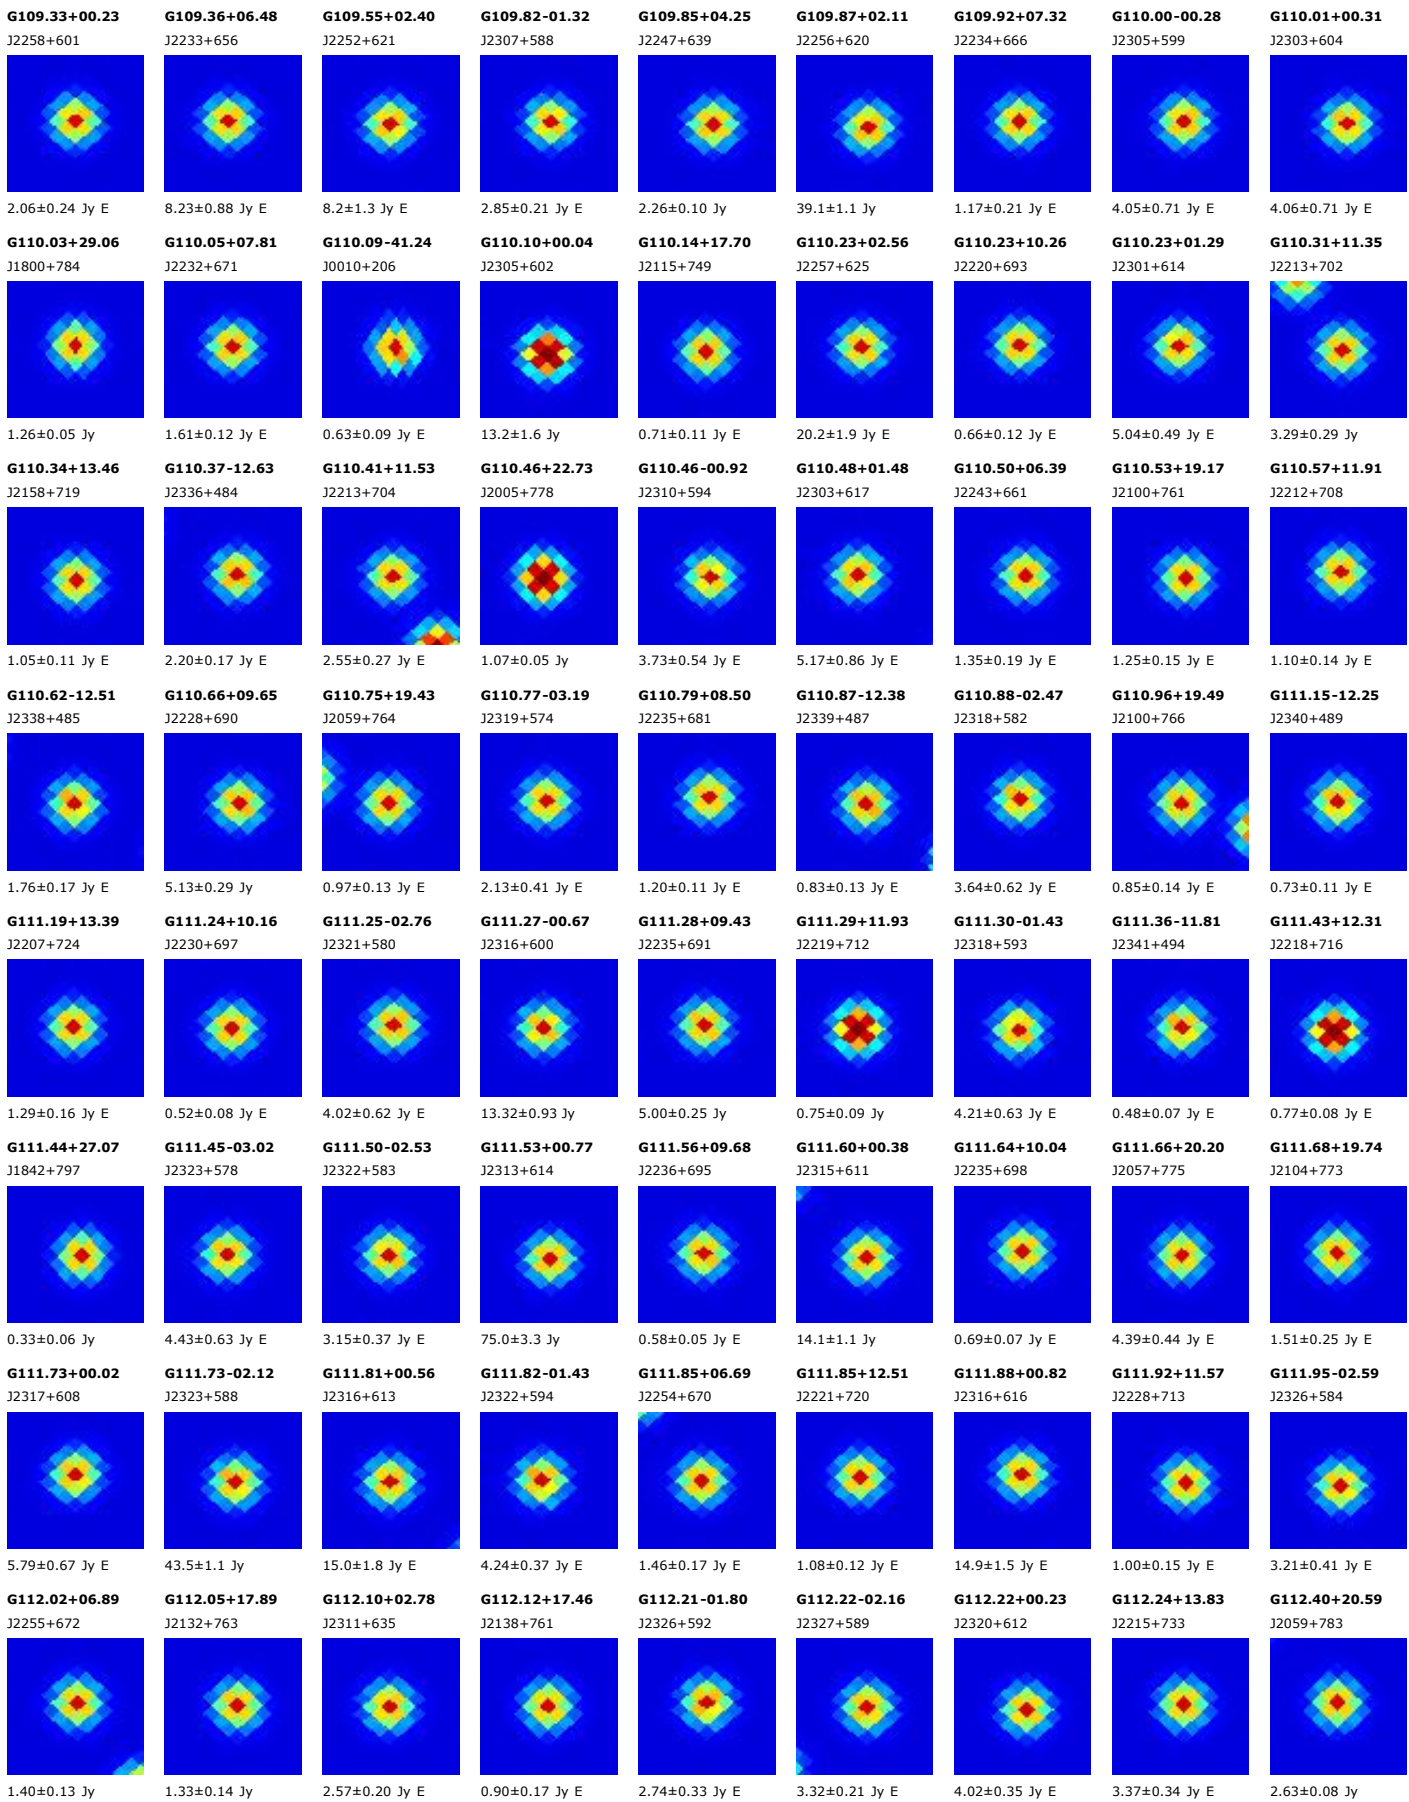 G109.33+00.23 G109.36+06.48 G109.55+02.40 G109.82-01.32 G109.85+04.25 G109.87+02.11 G109.92+07.32 G110.00-00.28 G110.01+00.31
J2258+601 J2233+656 J2252+621 J2307+588 J2247+639 J2256+620 J2234+666 J2305+599 J2303+604
2.06±0.24 Jy E 8.23±0.88 Jy E 8.2±1.3 Jy E 2.85±0.21 Jy E 2.26±0.10 Jy 39.1±1.1 Jy 1.17±0.21 Jy E 4.05±0.71 Jy E 4.06±0.71 Jy E
G110.03+29.06 G110.05+07.81 G110.09-41.24 G110.10+00.04 G110.14+17.70 G110.23+02.56 G110.23+10.26 G110.23+01.29 G110.31+11.35
J1800+784 J2232+671 J0010+206 J2305+602 J2115+749 J2257+625 J2220+693 J2301+614 J2213+702
1.26±0.05 Jy 1.61±0.12 Jy E 0.63±0.09 Jy E 13.2±1.6 Jy 0.71±0.11 Jy E 20.2±1.9 Jy E 0.66±0.12 Jy E 5.04±0.49 Jy E 3.29±0.29 Jy
G110.34+13.46 G110.37-12.63 G110.41+11.53 G110.46+22.73 G110.46-00.92 G110.48+01.48 G110.50+06.39 G110.53+19.17 G110.57+11.91
J2158+719 J2336+484 J2213+704 J2005+778 J2310+594 J2303+617 J2243+661 J2100+761 J2212+708
1.05±0.11 Jy E 2.20±0.17 Jy E 2.55±0.27 Jy E 1.07±0.05 Jy 3.73±0.54 Jy E 5.17±0.86 Jy E 1.35±0.19 Jy E 1.25±0.15 Jy E 1.10±0.14 Jy E
G110.62-12.51 G110.66+09.65 G110.75+19.43 G110.77-03.19 G110.79+08.50 G110.87-12.38 G110.88-02.47 G110.96+19.49 G111.15-12.25
J2338+485 J2228+690 J2059+764 J2319+574 J2235+681 J2339+487 J2318+582 J2100+766 J2340+489
1.76±0.17 Jy E 5.13±0.29 Jy 0.97±0.13 Jy E 2.13±0.41 Jy E 1.20±0.11 Jy E 0.83±0.13 Jy E 3.64±0.62 Jy E 0.85±0.14 Jy E 0.73±0.11 Jy E
G111.19+13.39 G111.24+10.16 G111.25-02.76 G111.27-00.67 G111.28+09.43 G111.29+11.93 G111.30-01.43 G111.36-11.81 G111.43+12.31
J2207+724 J2230+697 J2321+580 J2316+600 J2235+691 J2219+712 J2318+593 J2341+494 J2218+716
1.29±0.16 Jy E 0.52±0.08 Jy E 4.02±0.62 Jy E 13.32±0.93 Jy 5.00±0.25 Jy 0.75±0.09 Jy 4.21±0.63 Jy E 0.48±0.07 Jy E 0.77±0.08 Jy E
G111.44+27.07 G111.45-03.02 G111.50-02.53 G111.53+00.77 G111.56+09.68 G111.60+00.38 G111.64+10.04 G111.66+20.20 G111.68+19.74
J1842+797 J2323+578 J2322+583 J2313+614 J2236+695 J2315+611 J2235+698 J2057+775 J2104+773
0.33±0.06 Jy 4.43±0.63 Jy E 3.15±0.37 Jy E 75.0±3.3 Jy 0.58±0.05 Jy E 14.1±1.1 Jy 0.69±0.07 Jy E 4.39±0.44 Jy E 1.51±0.25 Jy E
G111.73+00.02 G111.73-02.12 G111.81+00.56 G111.82-01.43 G111.85+06.69 G111.85+12.51 G111.88+00.82 G111.92+11.57 G111.95-02.59
J2317+608 J2323+588 J2316+613 J2322+594 J2254+670 J2221+720 J2316+616 J2228+713 J2326+584
5.79±0.67 Jy E 43.5±1.1 Jy 15.0±1.8 Jy E 4.24±0.37 Jy E 1.46±0.17 Jy E 1.08±0.12 Jy E 14.9±1.5 Jy E 1.00±0.15 Jy E 3.21±0.41 Jy E
G112.02+06.89 G112.05+17.89 G112.10+02.78 G112.12+17.46 G112.21-01.80 G112.22-02.16 G112.22+00.23 G112.24+13.83 G112.40+20.59
J2255+672 J2132+763 J2311+635 J2138+761 J2326+592 J2327+589 J2320+612 J2215+733 J2059+783
1.40±0.13 Jy 1.33±0.14 Jy 2.57±0.20 Jy E 0.90±0.17 Jy E 2.74±0.33 Jy E 3.32±0.21 Jy E 4.02±0.35 Jy E 3.37±0.34 Jy E 2.63±0.08 Jy